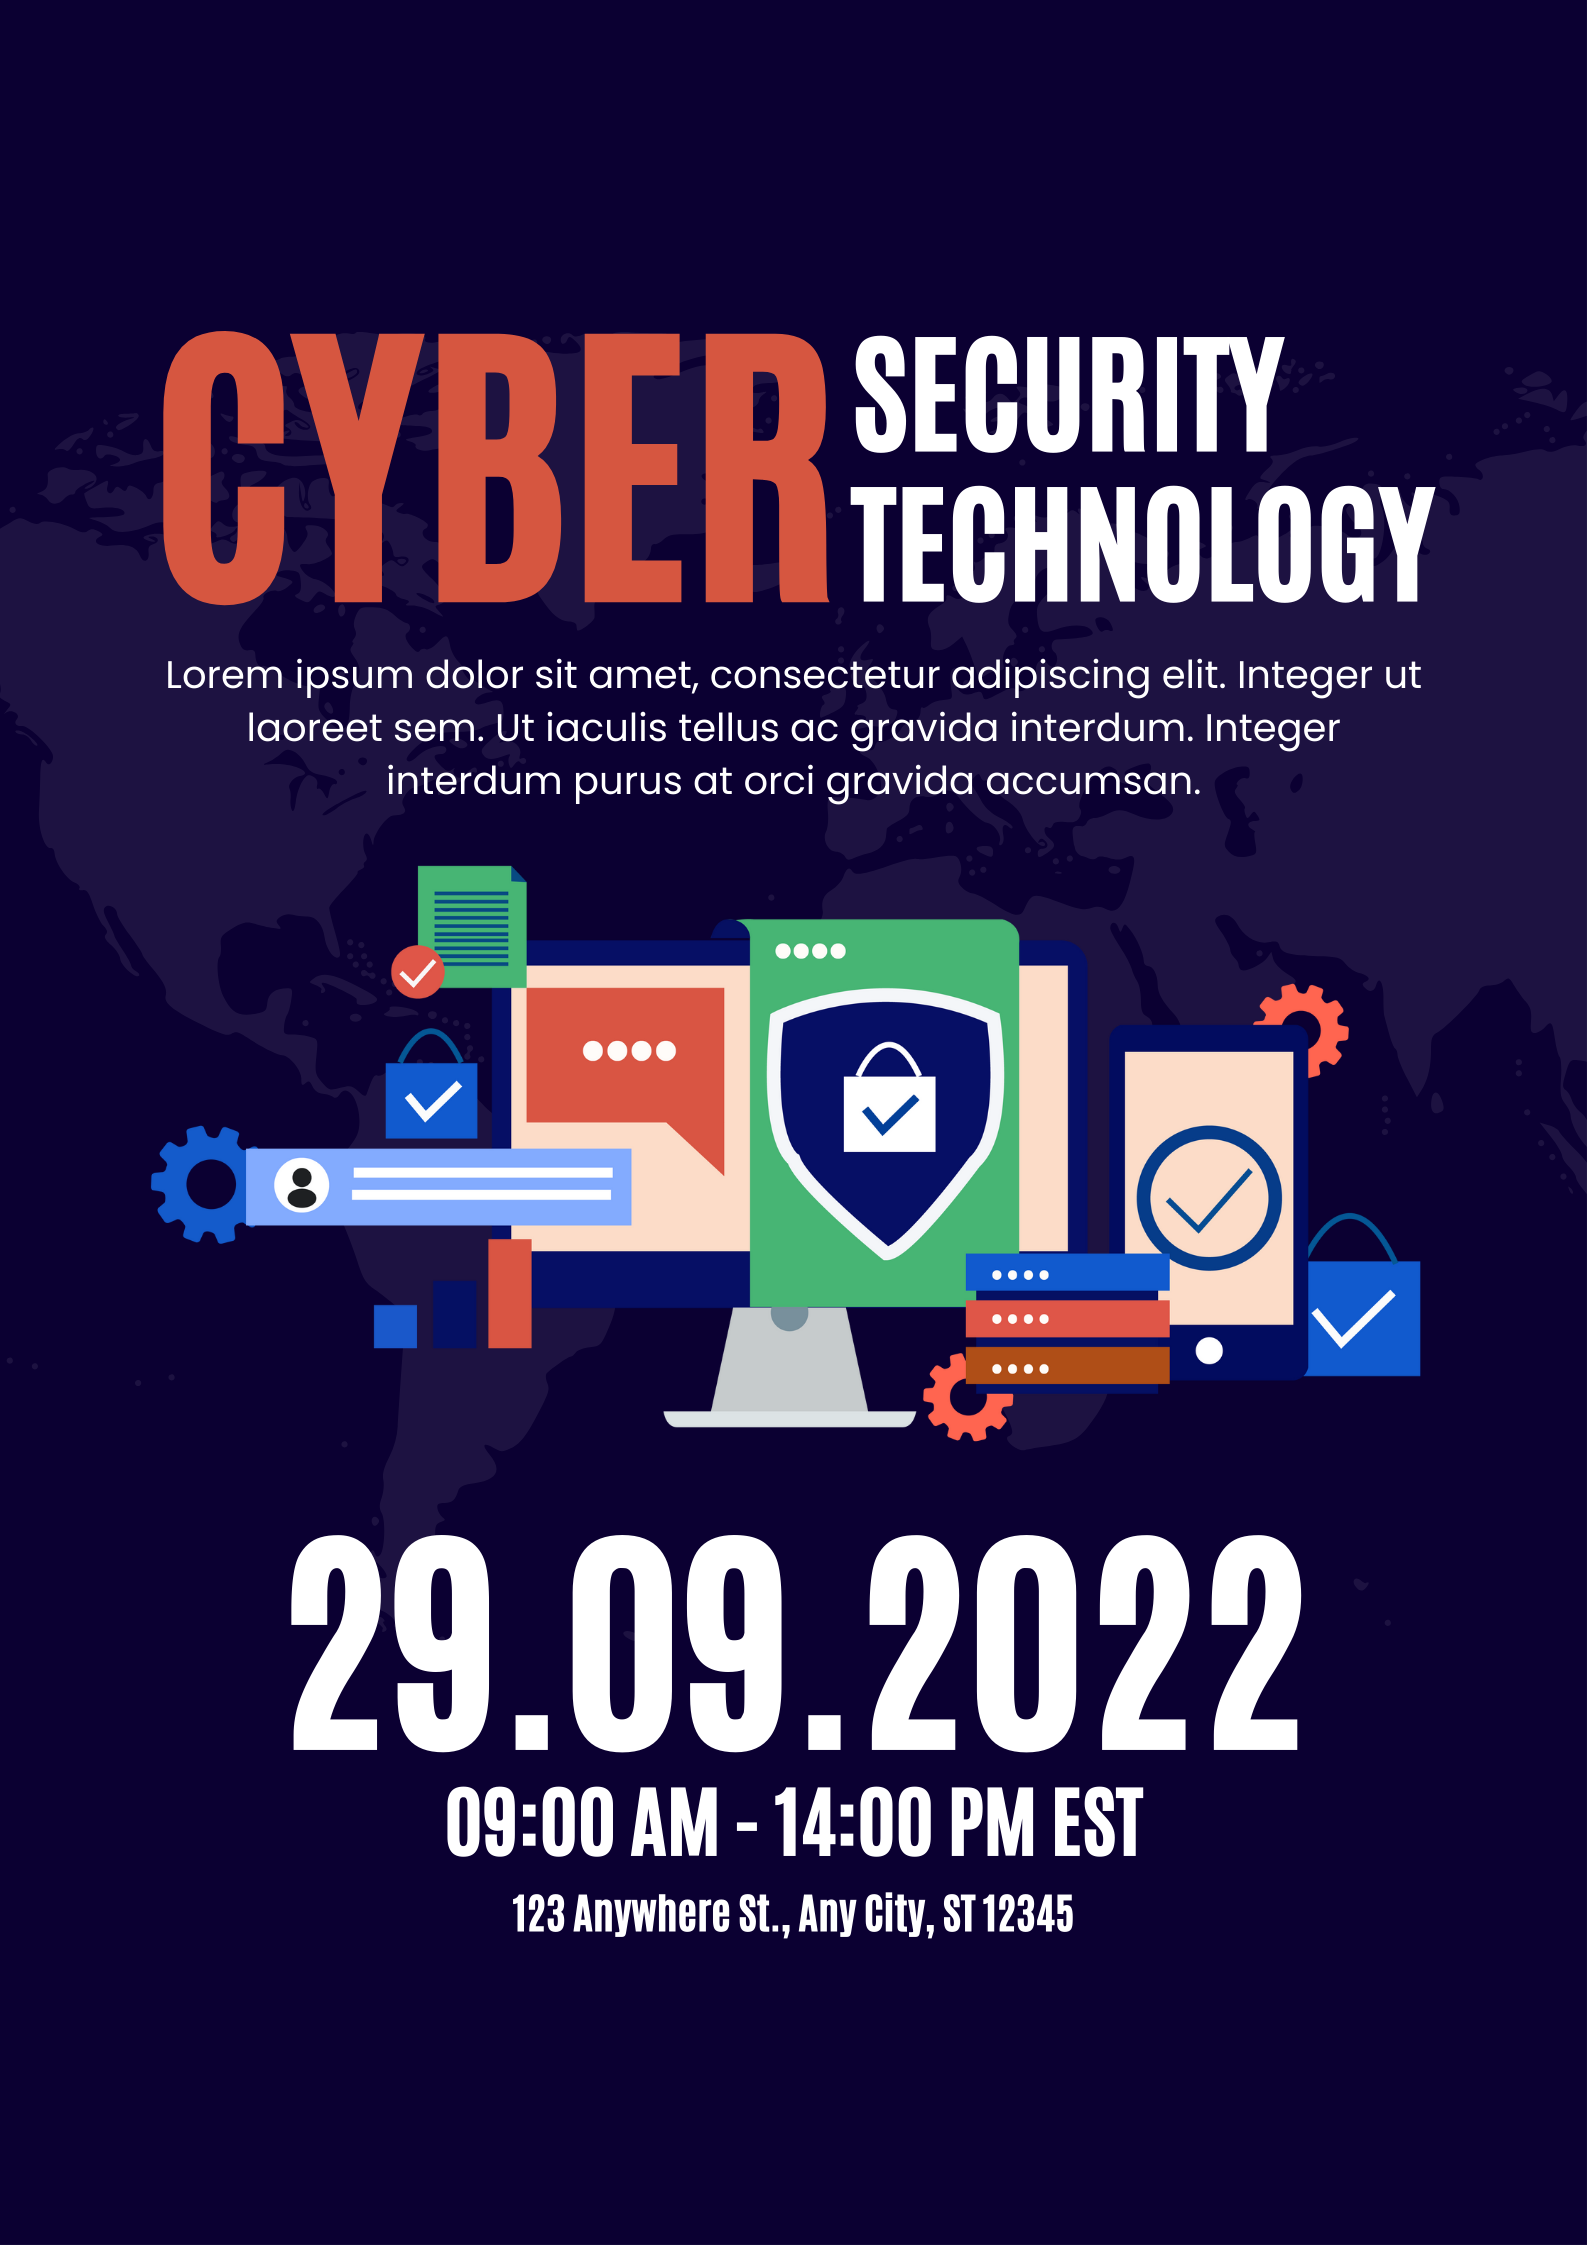 CYBER
SECURITY
TECHNOLOGY
Lorem ipsum dolor sit amet, consectetur adipiscing elit. Integer ut
laoreet sem. Ut iaculis tellus ac gravida interdum. Integer
interdum purus at orci gravida accumsan.
29.09.2022
09:00 AM - 14:00 PM EST
123 Anywhere St., Any City, ST 12345